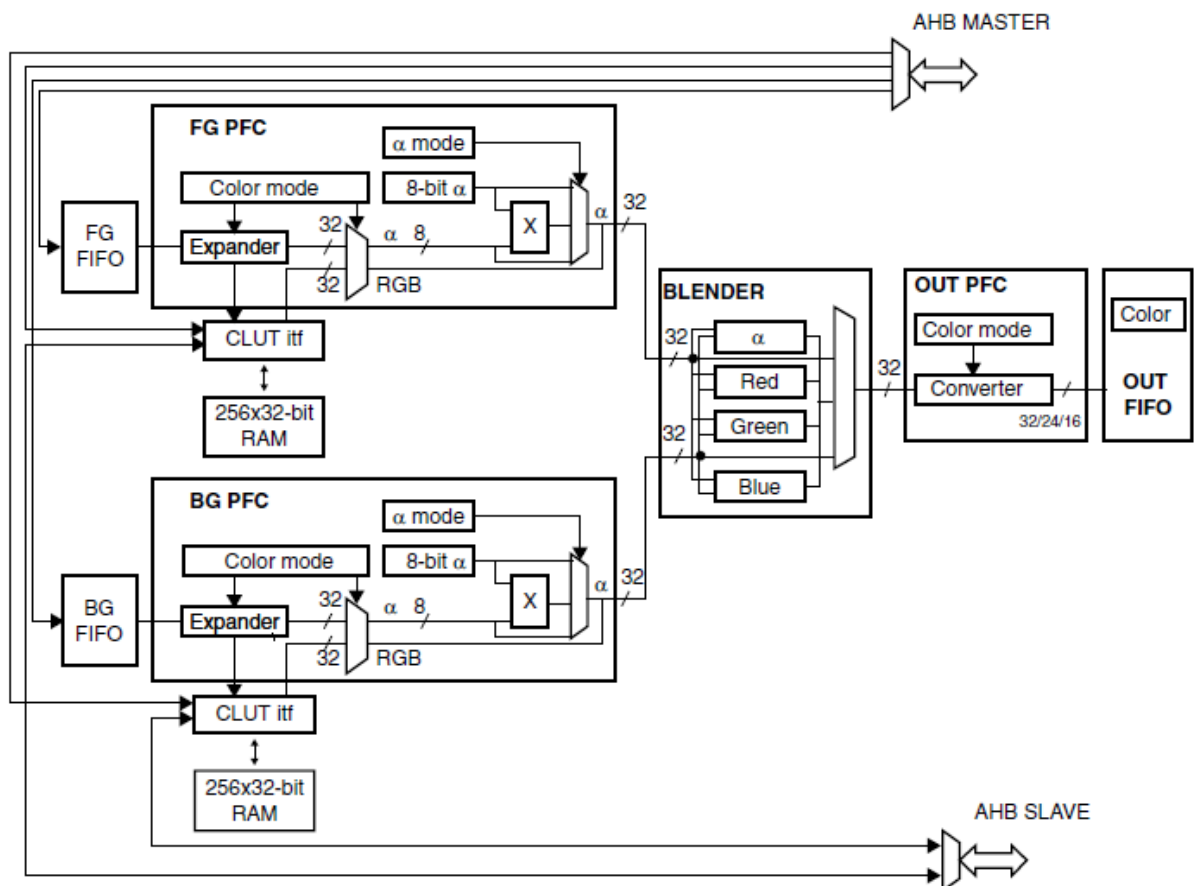 AHB MASTER
FG PFC
α mode
Color mode
8-bit α
FG
FIFO
Expander
32
32
α
8
X
α
32
RGB
CLUT itf
256x32-bit
RAM
BLENDER
32
α
Red
Green
32
Blue
32
OUT PFC
Color mode
Converter
32/24/16
Color
OUT
FIFO
BG PFC
α mode
Color mode
8-bit α
BG
FIFO
Expander
32
32
α
8
X
α
32
RGB
CLUT itf
256x32-bit
RAM
AHB SLAVE